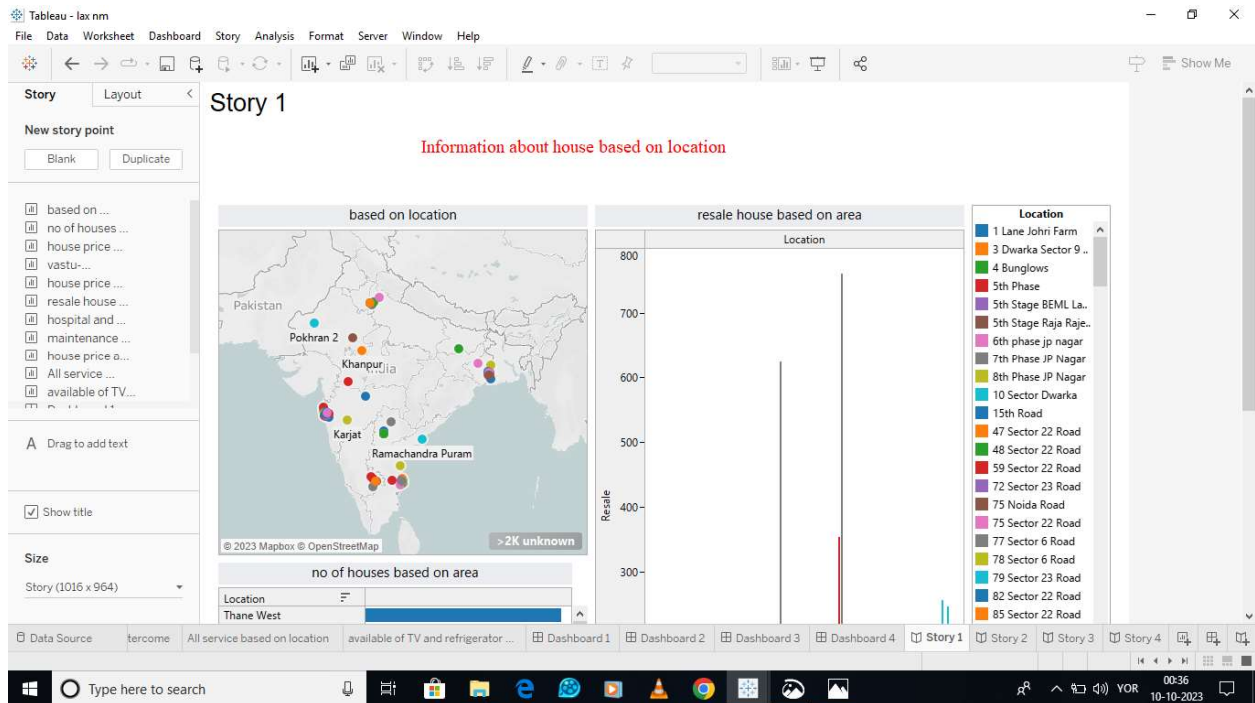 Tableau - lax nm
File Data Worksheet Dashboard Story Analysis Format Server Window Help
Show Me
Story Layout
New story point
Blank Duplicate
based on ...
no of houses ...
house price ...
vastu-...
house price ...
resale house ...
hospital and ...
maintenance ...
house price a...
All service ...
available of TV...
A Drag to add text
Show title
Size
Story (1016 x 964)
Story 1
Information about house based on location
based on location
Pakistan
Pokhran 2
Khanpur
India
Karjat
Ramachandra Puram
© 2023 Mapbox © OpenStreetMap
>2K unknown
no of houses based on area
Location
Thane West
resale house based on area
Location
Resale
800
700
600
500
400
300
Location
1 Lane Johri Farm
3 Dwarka Sector 9 ..
4 Bunglows
5th Phase
5th Stage BEML La..
5th Stage Raja Raje..
6th phase jp nagar
7th Phase JP Nagar
8th Phase JP Nagar
10 Sector Dwarka
15th Road
47 Sector 22 Road
48 Sector 22 Road
59 Sector 22 Road
72 Sector 23 Road
75 Noida Road
75 Sector 22 Road
77 Sector 6 Road
78 Sector 6 Road
79 Sector 23 Road
82 Sector 22 Road
85 Sector 22 Road
Data Source tercome All service based on location available of TV and refrigerator ... Dashboard 1 Dashboard 2 Dashboard 3 Dashboard 4 Story 1 Story 2 Story 3 Story 4
Type here to search
YOR
00:36
10-10-2023